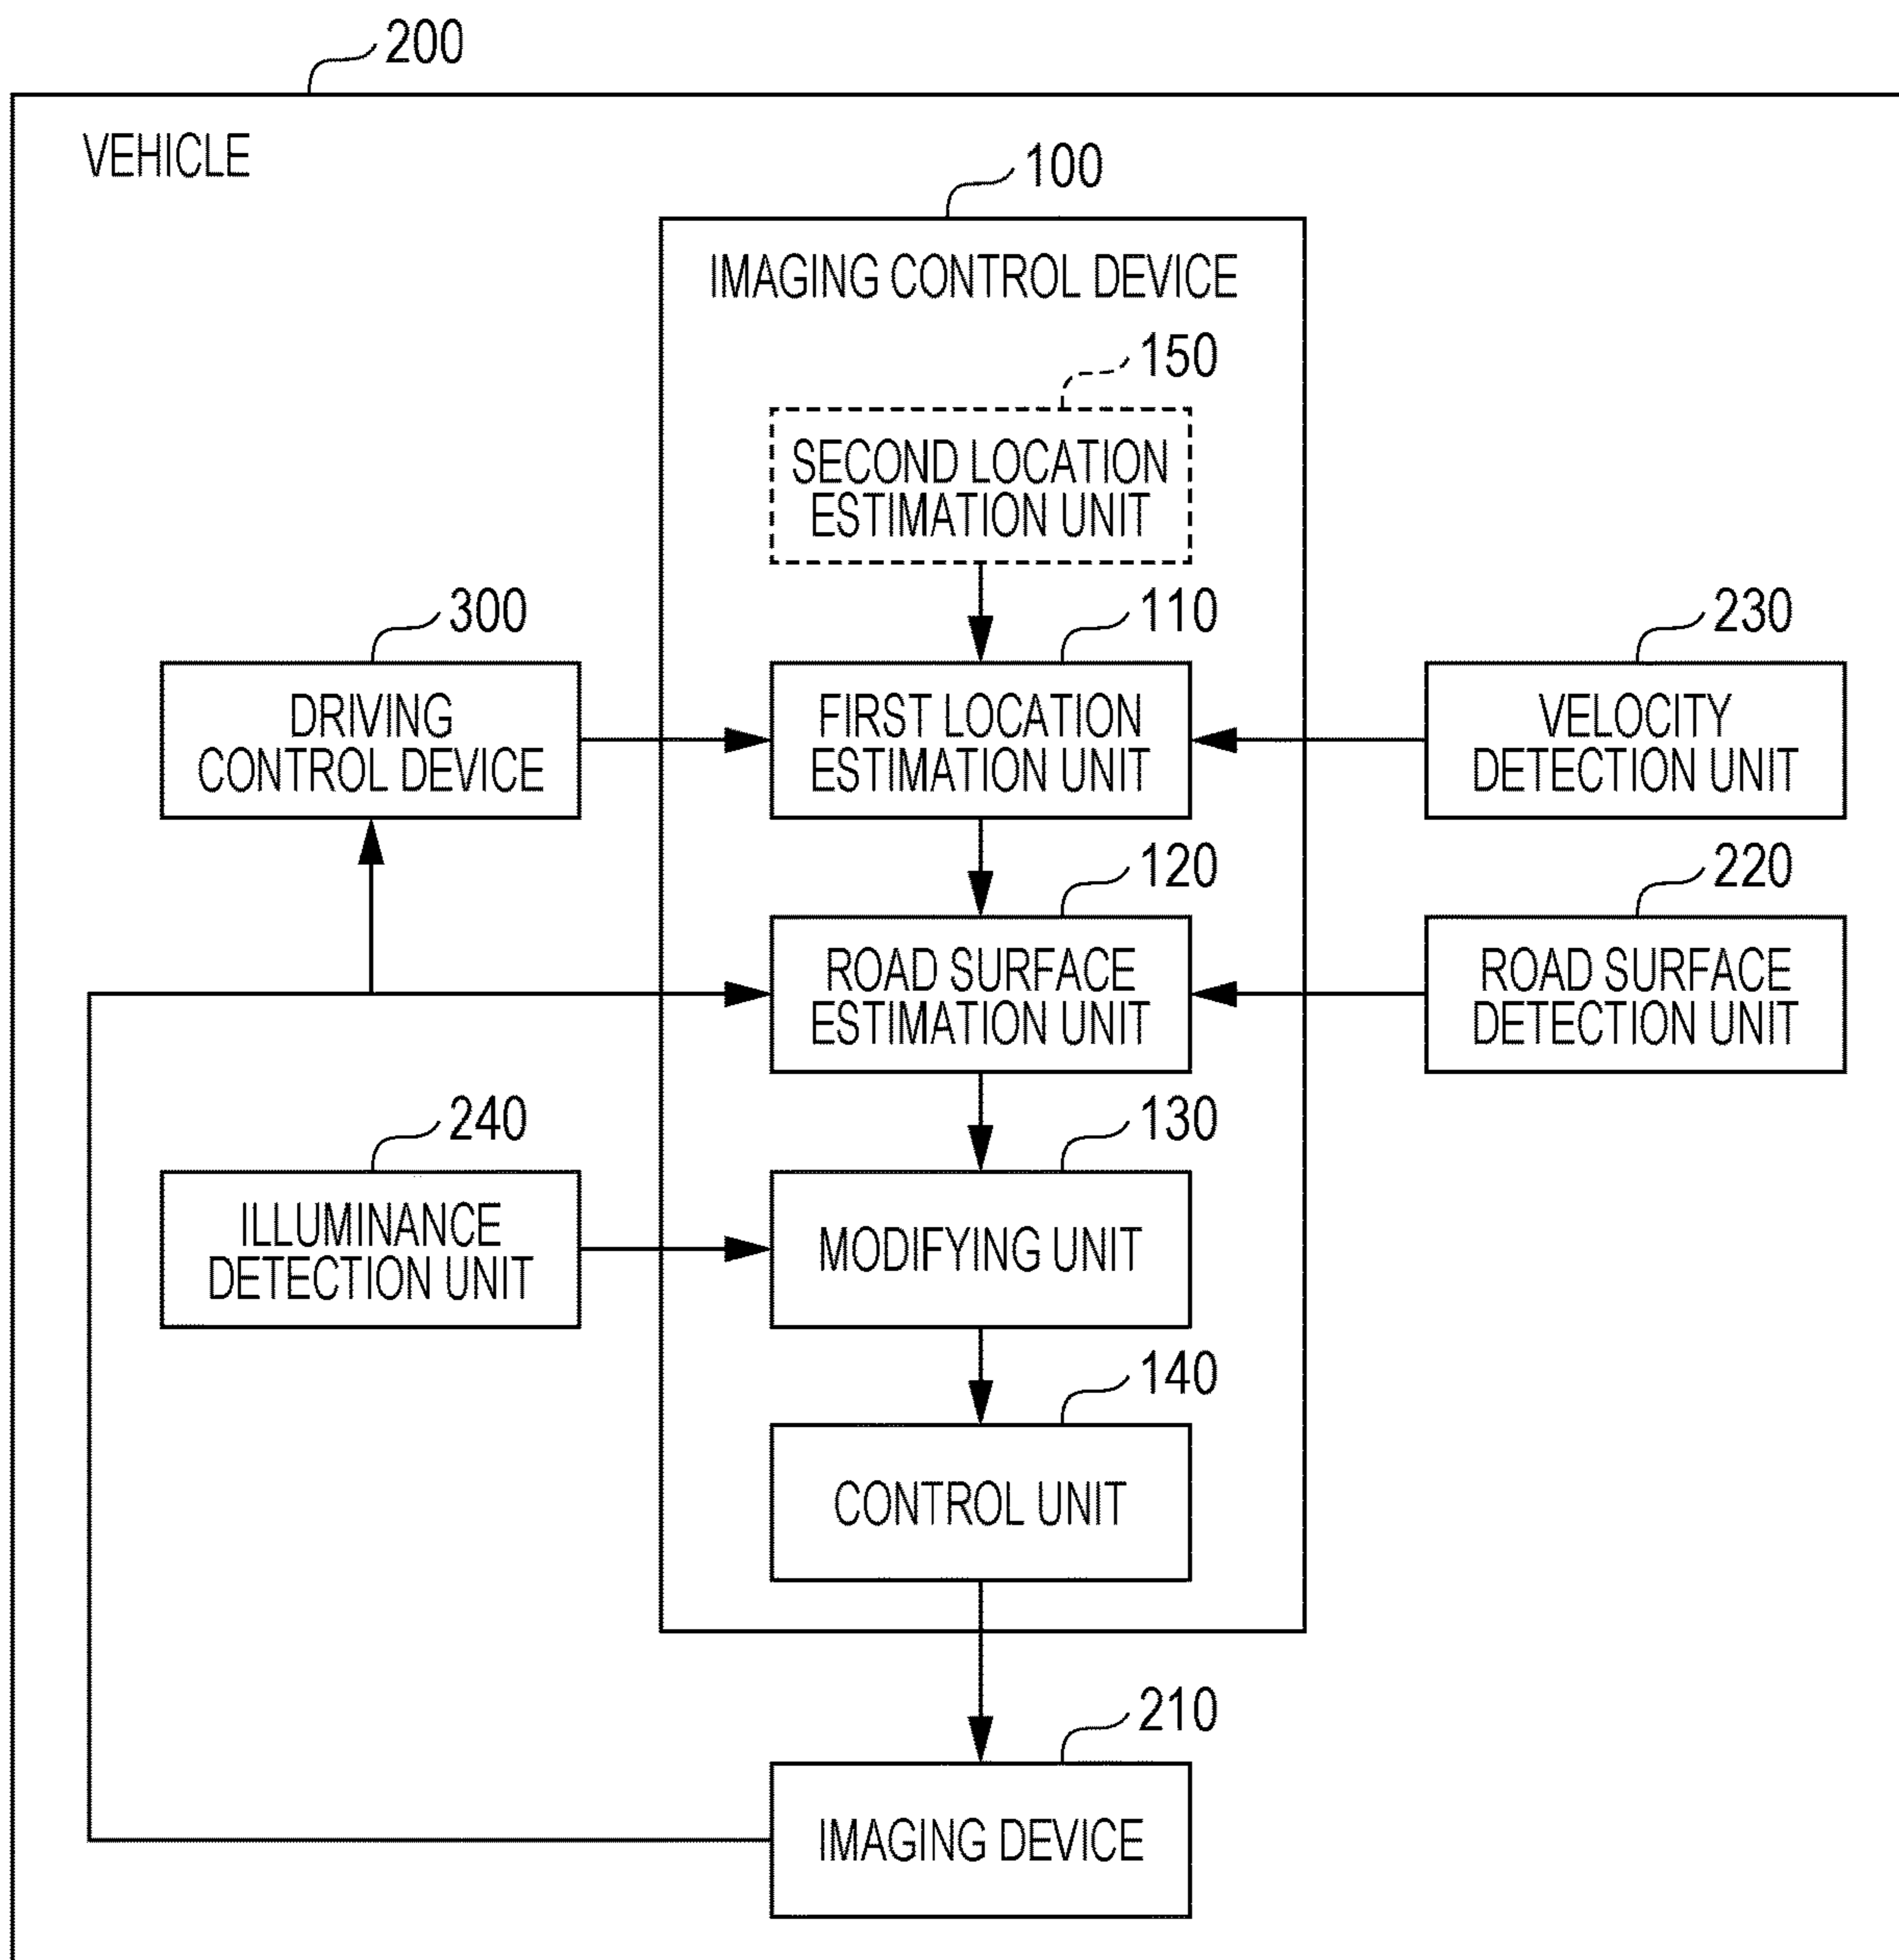 200
VEHICLE
100
IMAGING CONTROL DEVICE
150
SECOND LOCATION
ESTIMATION UNIT
300
DRIVING
CONTROL DEVICE
110
FIRST LOCATION
ESTIMATION UNIT
230
VELOCITY
DETECTION UNIT
120
ROAD SURFACE
ESTIMATION UNIT
220
ROAD SURFACE
DETECTION UNIT
240
ILLUMINANCE
DETECTION UNIT
130
MODIFYING UNIT
140
CONTROL UNIT
210
IMAGING DEVICE